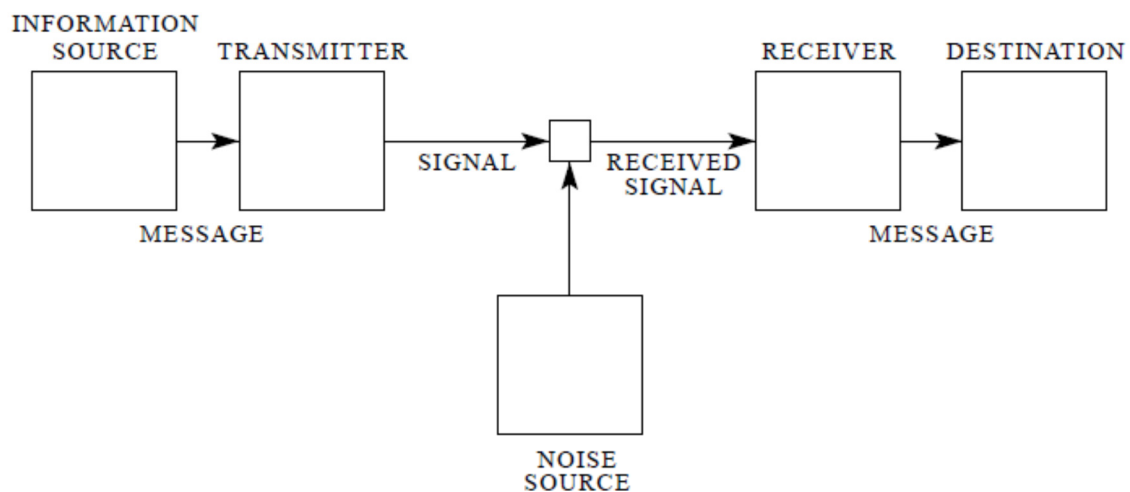 INFORMATION
SOURCE
TRANSMITTER
RECEIVER
DESTINATION
SIGNAL
RECEIVED
SIGNAL
MESSAGE
MESSAGE
NOISE
SOURCE